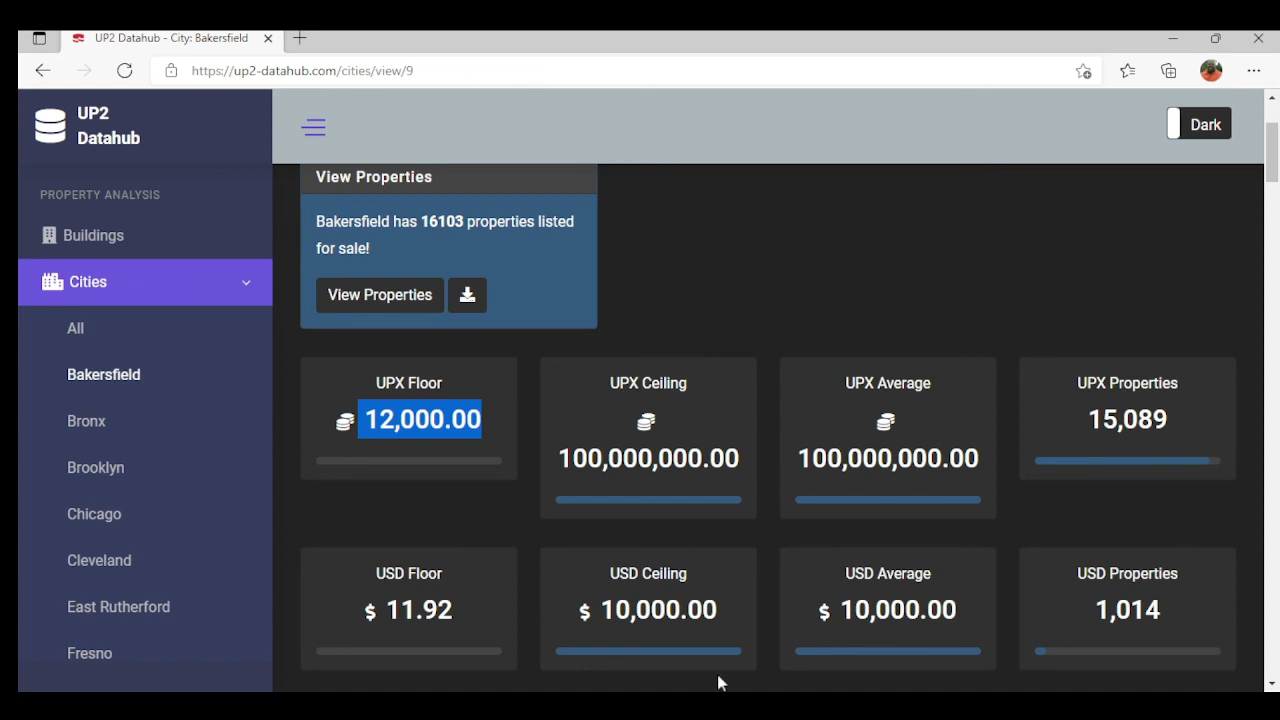 UP2 Datahub - City: Bakersfield
https://up2-datahub.com/cities/view/9
UP2
Datahub
Dark
PROPERTY ANALYSIS
Buildings
Cities
All
Bakersfield
Bronx
Brooklyn
Chicago
Cleveland
East Rutherford
Fresno
View Properties
Bakersfield has 16103 properties listed
for sale!
View Properties
UPX Floor
12,000.00
UPX Ceiling
100,000,000.00
UPX Average
100,000,000.00
UPX Properties
15,089
USD Floor
$ 11.92
USD Ceiling
$ 10,000.00
USD Average
$ 10,000.00
USD Properties
1,014